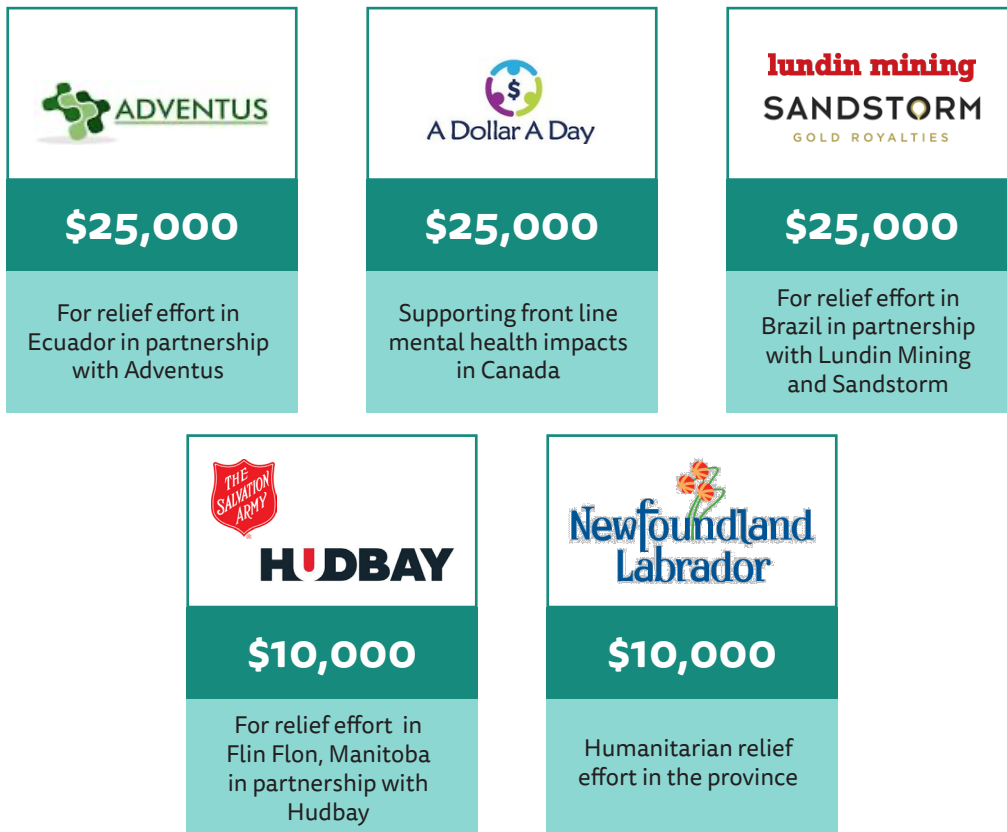 ADVENTUS
$25,000
For relief effort in
Ecuador in partnership
with Adventus
$
A Dollar A Day
$25,000
Supporting front line
mental health impacts
in Canada
lundin mining
SANDSTORM
GOLD ROYALTIES
$25,000
For relief effort in
Brazil in partnership
with Lundin Mining
and Sandstorm
THE
SALVATION
ARMY
HUDBAY
$10,000
For relief effort in
Flin Flon, Manitoba
in partnership with
Hudbay
Newfoundland
Labrador
$10,000
Humanitarian relief
effort in the province